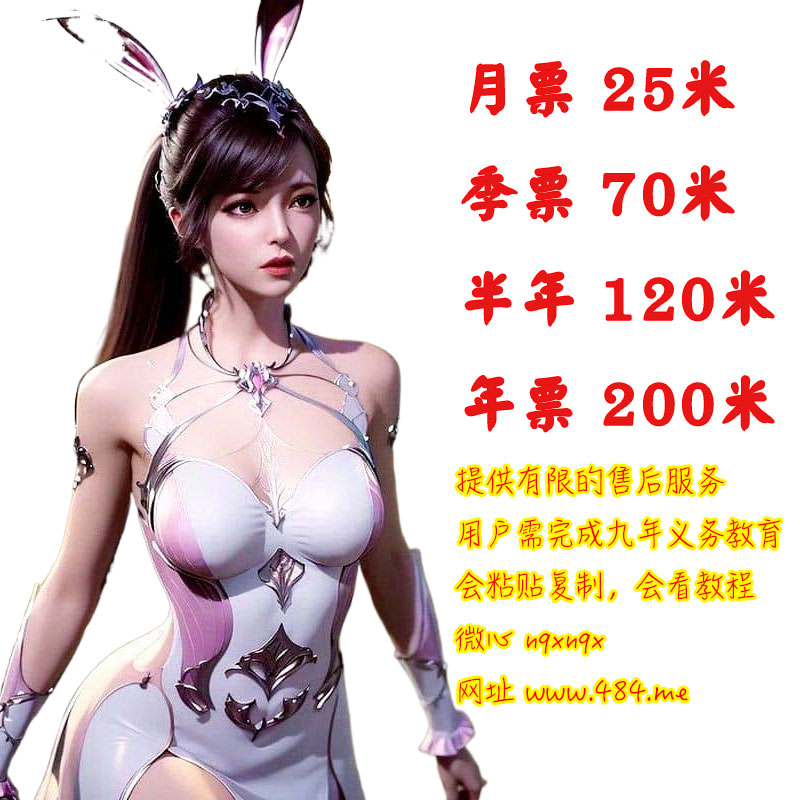 月票 25米
季票 70米
半年 120米
年票 200米
提供有限的售后服务
用户需完成九年义务教育
会粘贴复制，会看教程
微心 n9xn9x
网址 www.484.me